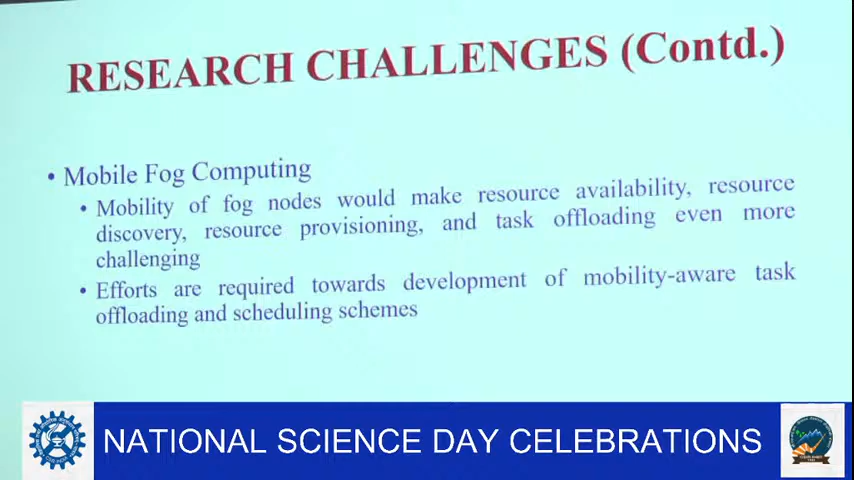 RESEARCH CHALLENGES (Contd.)
• Mobile Fog Computing
• Mobility of fog nodes would make resource availability, resource
discovery, resource provisioning, and task offloading even more
challenging
• Efforts are required towards development of mobility-aware task
offloading and scheduling schemes
NATIONAL SCIENCE DAY CELEBRATIONS